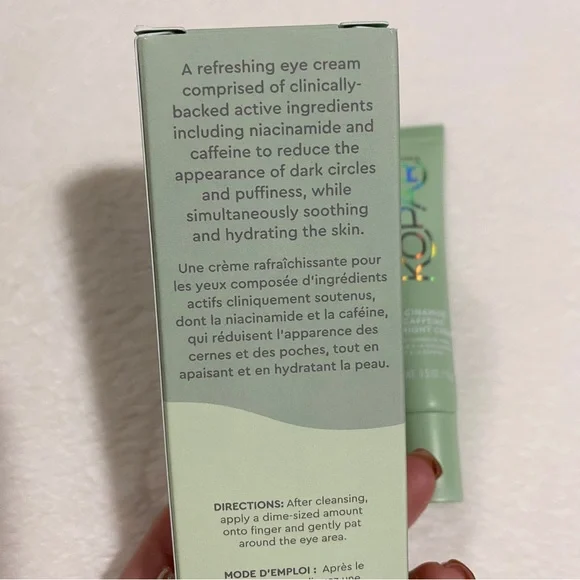 A refreshing eye cream
comprised of clinically-
backed active ingredients
including niacinamide and
caffeine to reduce the
appearance of dark circles
and puffiness, while
simultaneously soothing
and hydrating the skin.
Une crème rafraîchissante pour
les yeux composée d'ingrédients
actifs cliniquement soutenus,
dont la niacinamide et la caféine,
qui réduisent l'apparence des
cernes et des poches, tout en
apaisant et en hydratant la peau.
DIRECTIONS: After cleansing,
apply a dime-sized amount
onto finger and gently pat
around the eye area.
MODE D'EMPLOI : Après le
KOPA
CAFFEINE